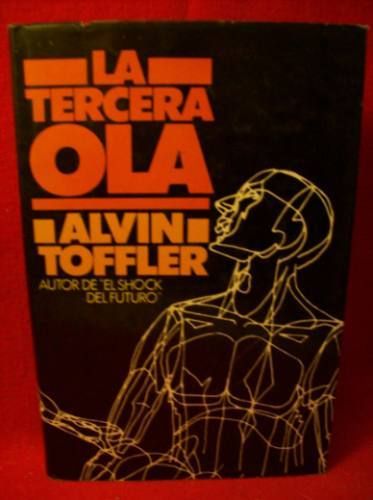 LA
TERCERA
OLA
ALVIN
TOFFLER
AUTOR DE "EL SHOCK
DEL FUTURO"